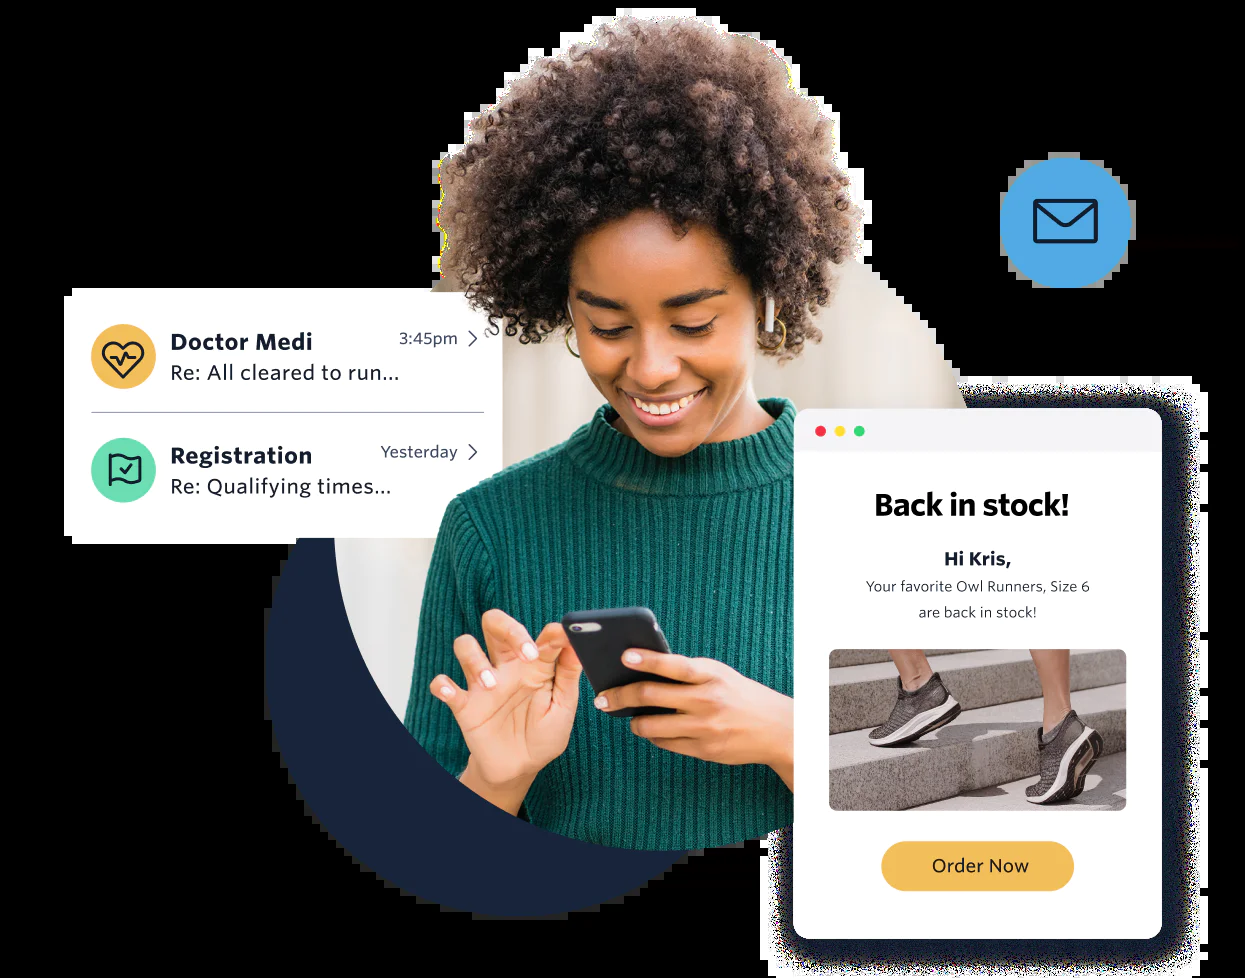 Doctor Medi
3:45pm
Re: All cleared to run...
Registration
Yesterday
Re: Qualifying times...
Back in stock!
Hi Kris,
Your favorite Owl Runners, Size 6
are back in stock!
Order Now